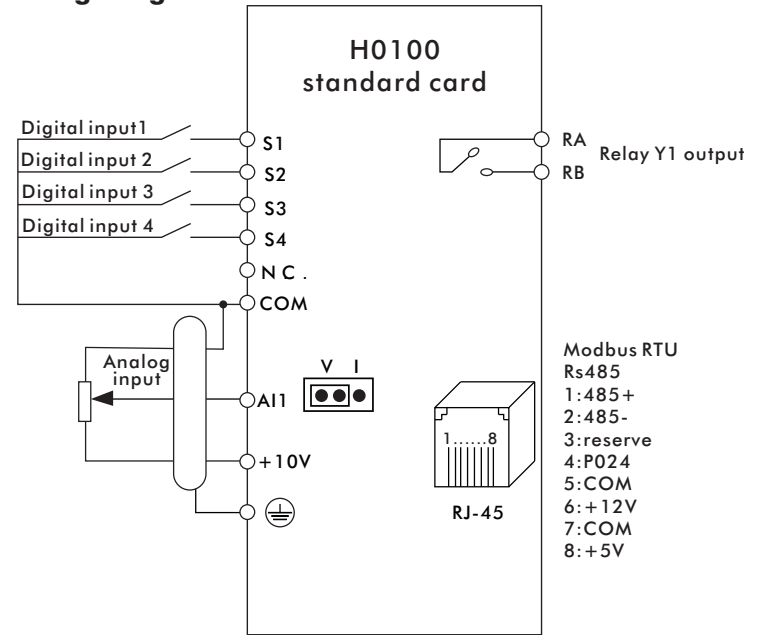 H0100
standard card
Digital input1
Digital input 2
Digital input 3
Digital input 4
S1
S2
S3
S4
N C .
COM
Analog
input
AI1
+10V
V I
RA
RB
Relay Y1 output
1......8
RJ-45
Modbus RTU
Rs485
1:485+
2:485-
3:reserve
4:P024
5:COM
6:+12V
7:COM
8:+5V